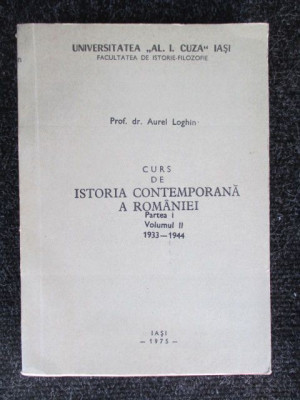 UNIVERSITATEA „AL. I. CUZA“ IAȘI
FACULTATEA DE ISTORIE-FILOZOFIE
Prof. dr. Aurel Loghin
CURS
DE
ISTORIA CONTEMPORANĂ
A ROMÂNIEI
Partea I
Volumul II
1933—1944
IAȘI
— 1975 —